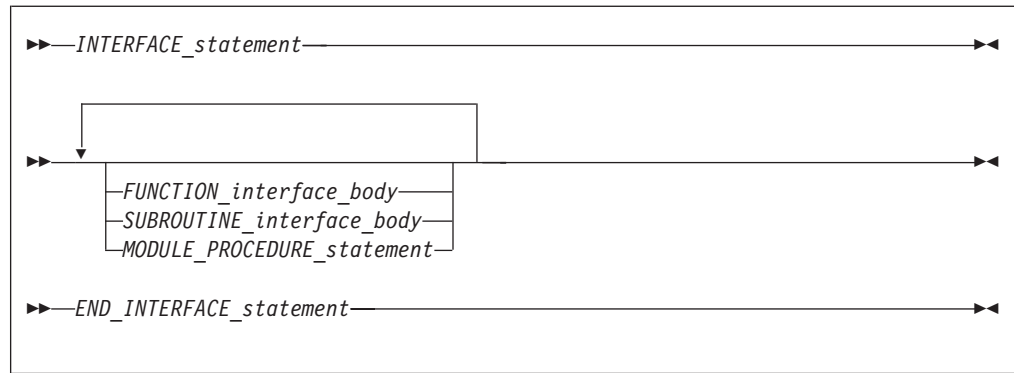 INTERFACE_statement
FUNCTION_interface_body
SUBROUTINE_interface_body
MODULE_PROCEDURE_statement
END_INTERFACE_statement